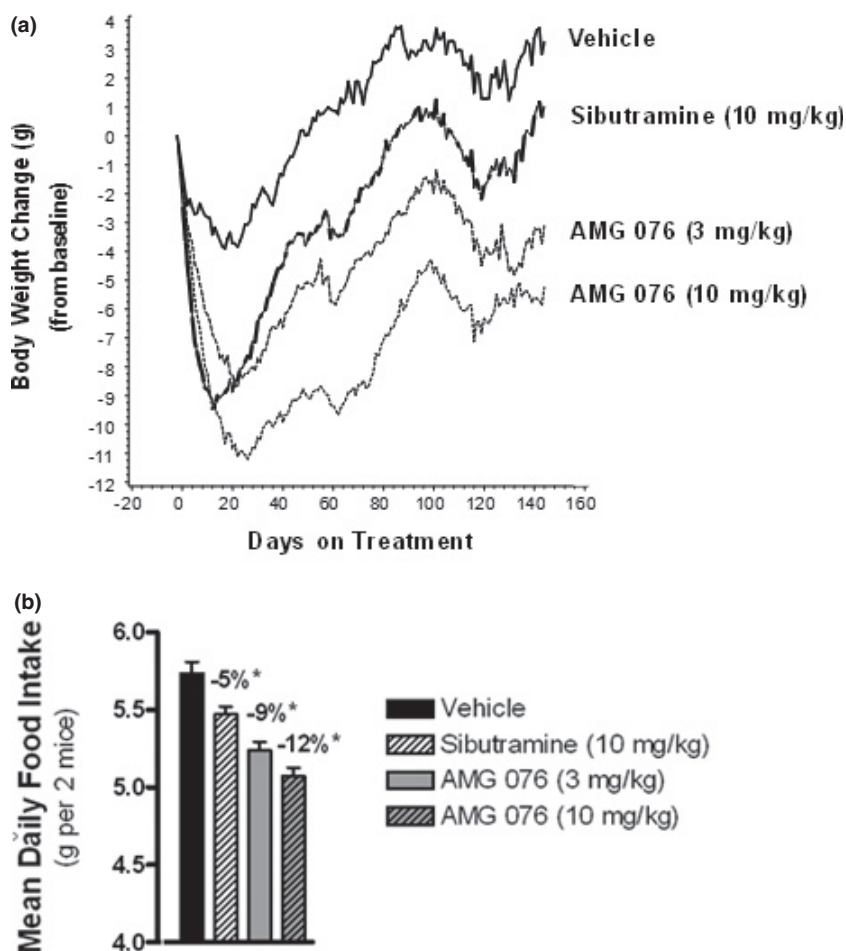 (a)
Body Weight Change (g)
(from baseline)
4
3
2
1
0
-1
-2
-3
-4
-5
-6
-7
-8
-9
-10
-11
-12
Vehicle
Sibutramine (10 mg/kg)
AMG 076 (3 mg/kg)
AMG 076 (10 mg/kg)
-20 0 20 40 60 80 100 120 140 160
Days on Treatment
(b)
Mean Daily Food Intake
(g per 2 mice)
6.0
5.5
5.0
4.5
4.0
-5% *
-9% *
-12% *
Vehicle
Sibutramine (10 mg/kg)
AMG 076 (3 mg/kg)
AMG 076 (10 mg/kg)